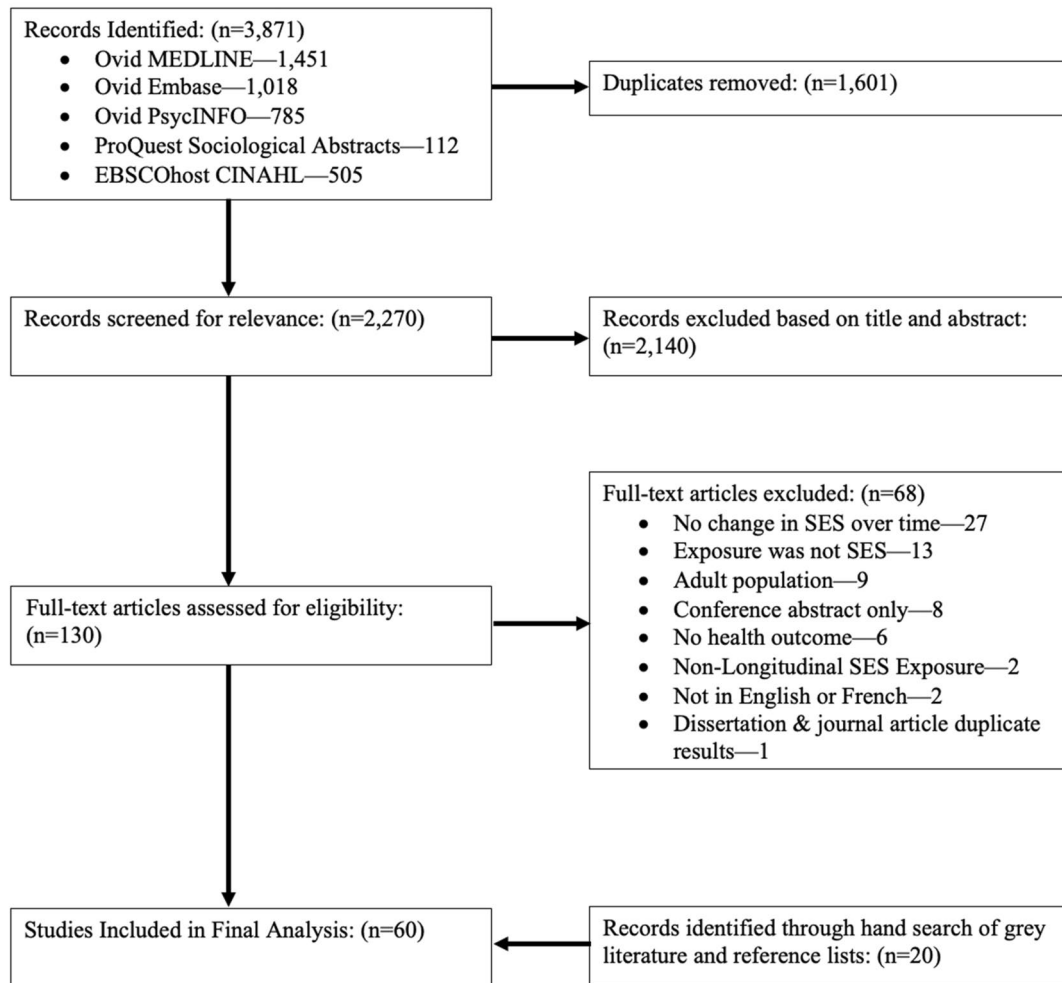 Records Identified: (n=3,871)
• Ovid MEDLINE—1,451
• Ovid Embase—1,018
• Ovid PsycINFO—785
• ProQuest Sociological Abstracts—112
• EBSCOhost CINAHL—505
Duplicates removed: (n=1,601)
Records screened for relevance: (n=2,270)
Records excluded based on title and abstract:
(n=2,140)
Full-text articles assessed for eligibility:
(n=130)
Full-text articles excluded: (n=68)
• No change in SES over time—27
• Exposure was not SES—13
• Adult population—9
• Conference abstract only—8
• No health outcome—6
• Non-Longitudinal SES Exposure—2
• Not in English or French—2
• Dissertation & journal article duplicate
results—1
Studies Included in Final Analysis: (n=60)
Records identified through hand search of grey
literature and reference lists: (n=20)